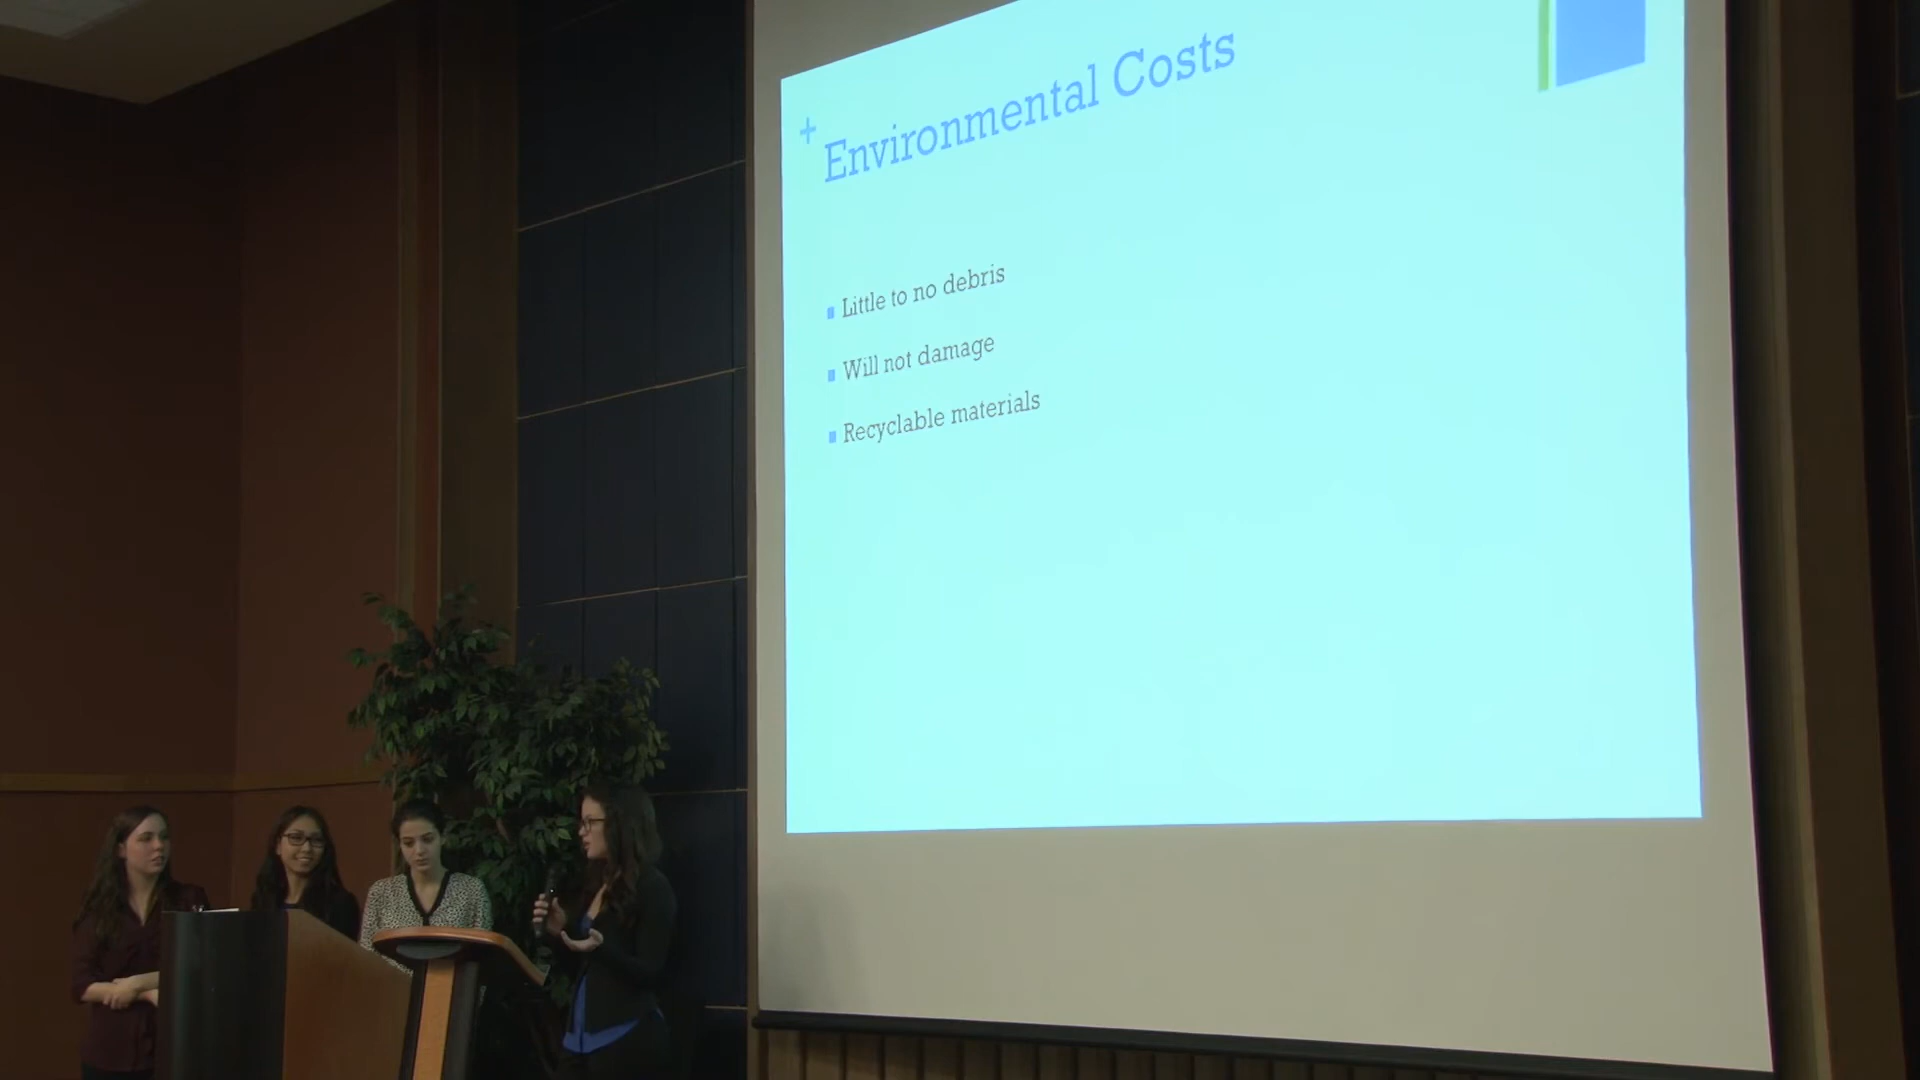 +
Environmental Costs
Little to no debris
Will not damage
Recyclable materials